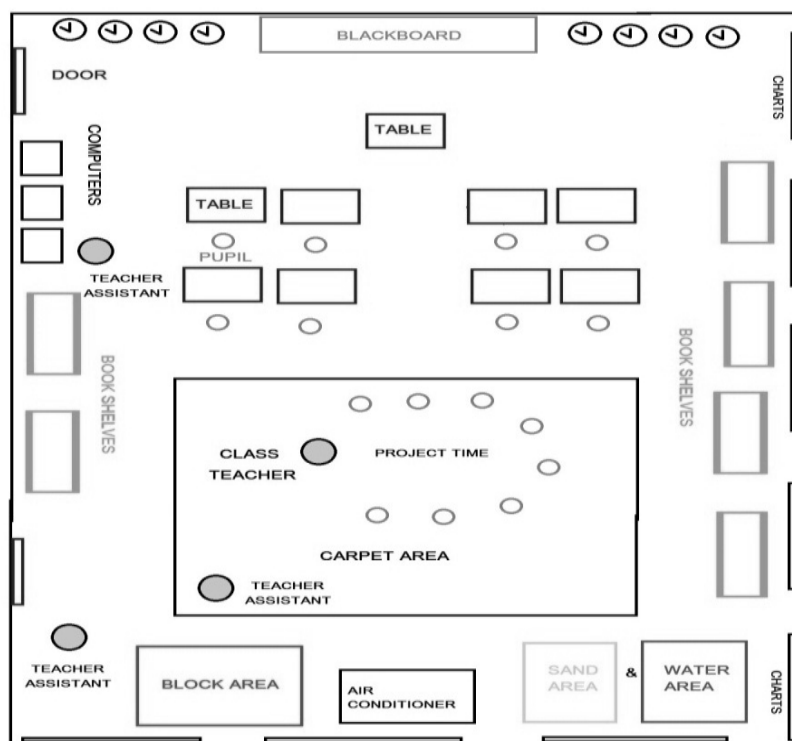 BLACKBOARD
DOOR
CHARTS
TABLE
COMPUTERS
TABLE
PUPIL
TEACHER
ASSISTANT
BOOK SHELVES
BOOK SHELVES
CLASS
TEACHER
PROJECT TIME
CARPET AREA
TEACHER
ASSISTANT
TEACHER
ASSISTANT
BLOCK AREA
AIR
CONDITIONER
SAND
AREA
&
WATER
AREA
CHARTS